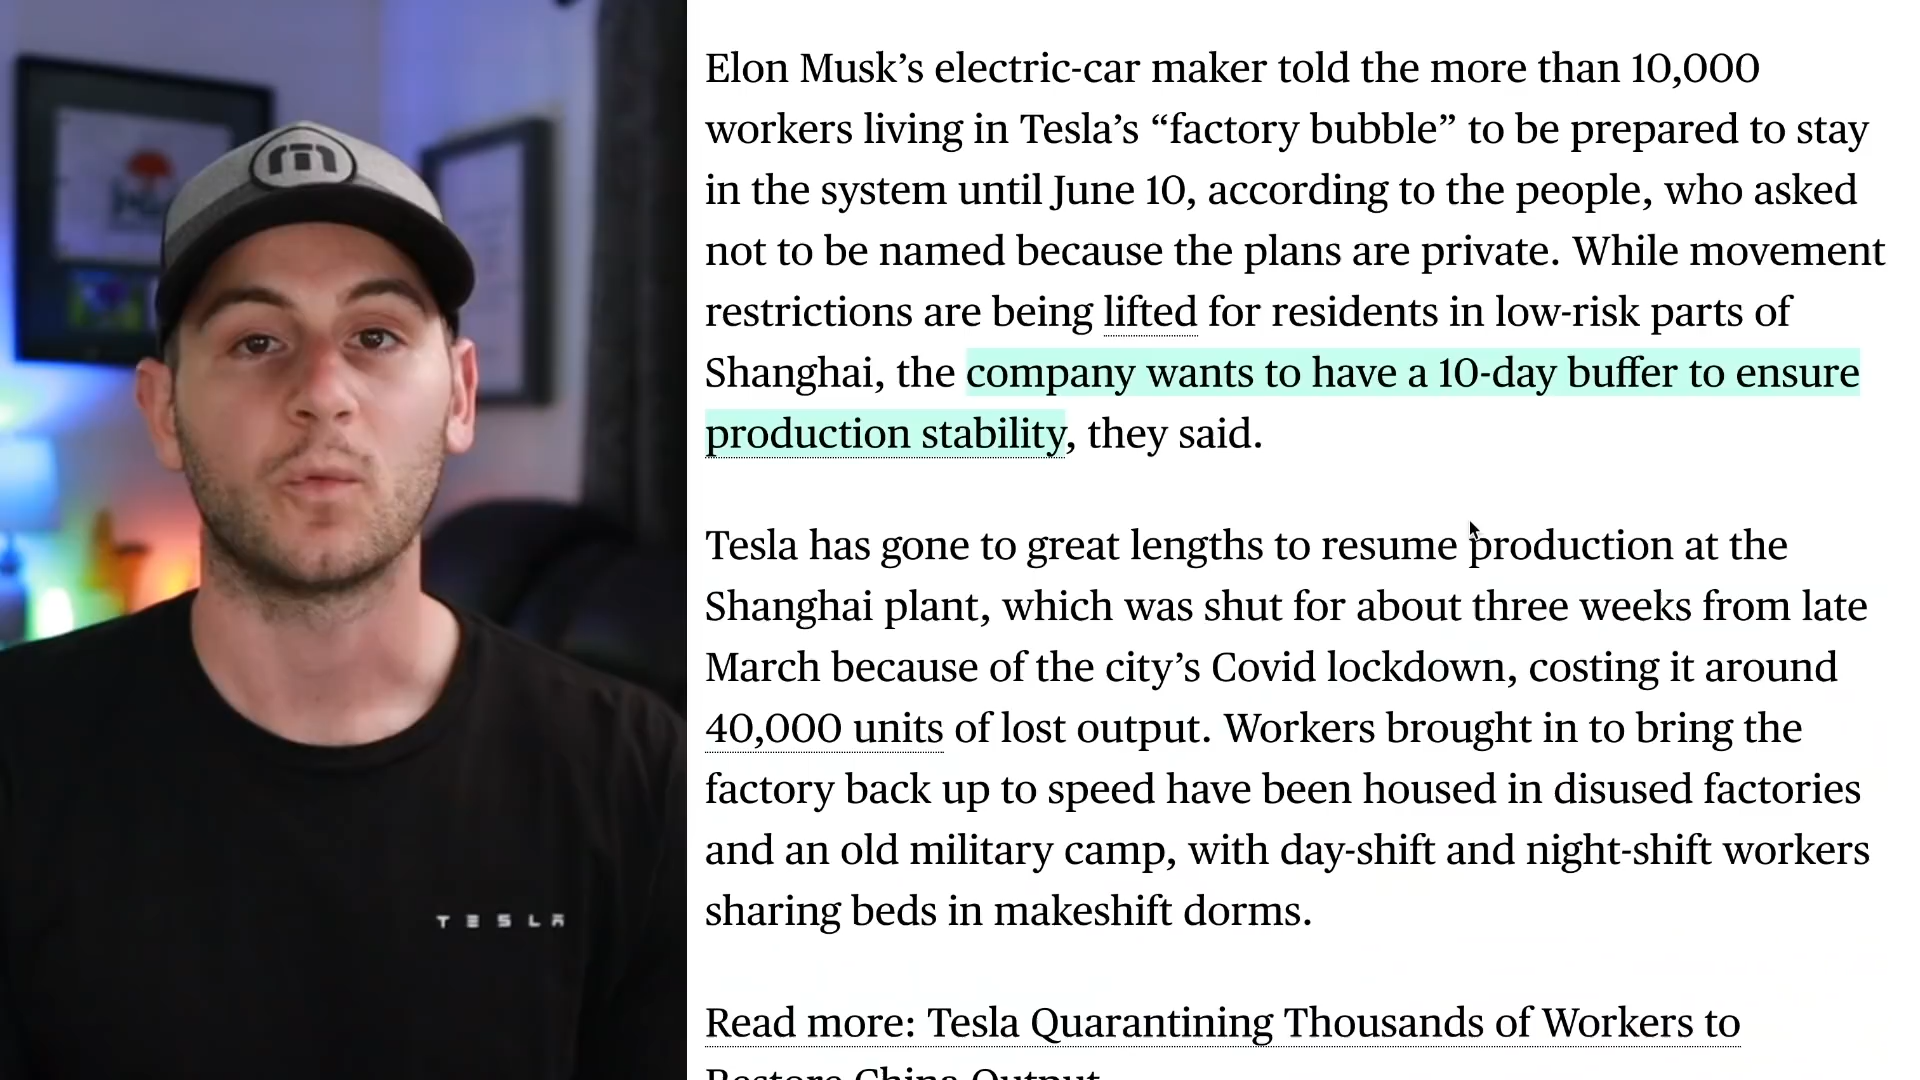 Elon Musk’s electric-car maker told the more than 10,000
workers living in Tesla’s “factory bubble” to be prepared to stay
in the system until June 10, according to the people, who asked
not to be named because the plans are private. While movement
restrictions are being lifted for residents in low-risk parts of
Shanghai, the company wants to have a 10-day buffer to ensure
production stability, they said.
Tesla has gone to great lengths to resume production at the
Shanghai plant, which was shut for about three weeks from late
March because of the city’s Covid lockdown, costing it around
40,000 units of lost output. Workers brought in to bring the
factory back up to speed have been housed in disused factories
and an old military camp, with day-shift and night-shift workers
sharing beds in makeshift dorms.
Read more: Tesla Quarantining Thousands of Workers to
Restore China Output
TESLA